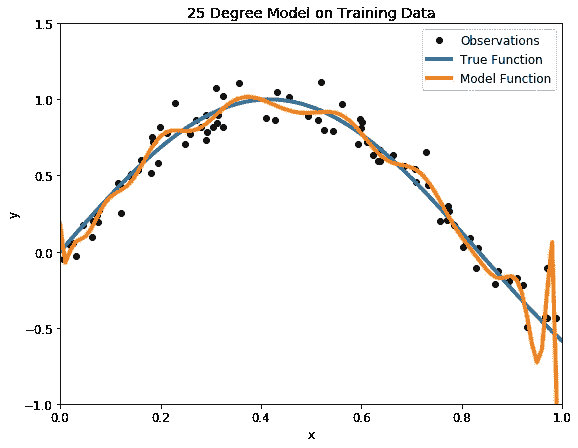 25 Degree Model on Training Data
Observations
True Function
Model Function
1.5
1.0
0.5
0.0
−0.5
−1.0
y
0.0 0.2 0.4 0.6 0.8 1.0
x